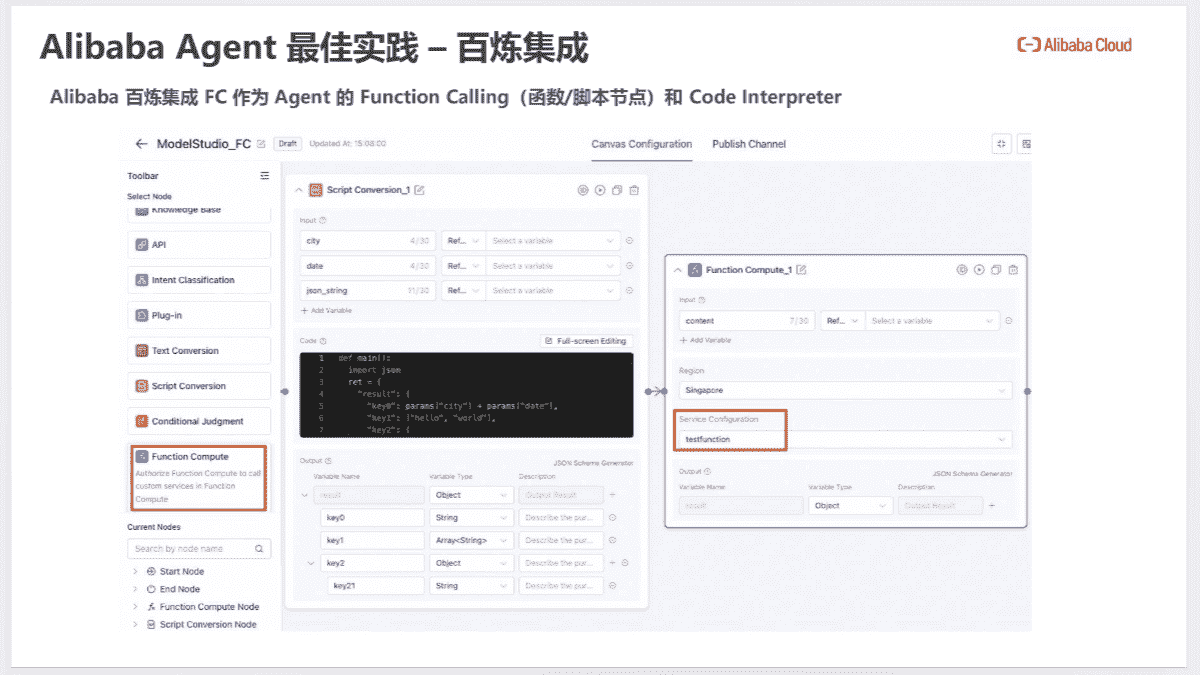 Alibaba Agent 最佳实践 – 百炼集成
Alibaba Cloud
Alibaba 百炼集成 FC 作为 Agent 的 Function Calling（函数/脚本节点）和 Code Interpreter
ModelStudio_FC
Draft
Updated At: 15:08:00
Canvas Configuration
Publish Channel
Toolbar
Select Node
Knowledge Base
API
Intent Classification
Plug-in
Text Conversion
Script Conversion
Conditional Judgment
Function Compute
Authorize Function Compute to call
custom services in Function
Compute
Current Nodes
Search by node name
Start Node
End Node
Function Compute Node
Script Conversion Node
Script Conversion_1
Input
city 4/30 Ref... Select a variable
date 4/30 Ref... Select a variable
json_string 11/30 Ref... Select a variable
+ Add Variable
Code
Full-screen Editing
1 def main():
2 import json
3 ret = {
4 "result": {
5 "key0": params["city"] + params["date"],
6 "key1": ["hello", "world"],
7 "key2": {
Output
JSON Schema Generator
Variable Name Variable Type Description
result Object Output Result
key0 String Describe the pur...
key1 Array<String> Describe the pur...
key2 Object Describe the pur...
key21 String Describe the pur...
Function Compute_1
Input
content 7/30 Ref... Select a variable
+ Add Variable
Region
Singapore
Service Configuration
testfunction
Output
JSON Schema Generator
Variable Name Variable Type Description
result Object Output Result